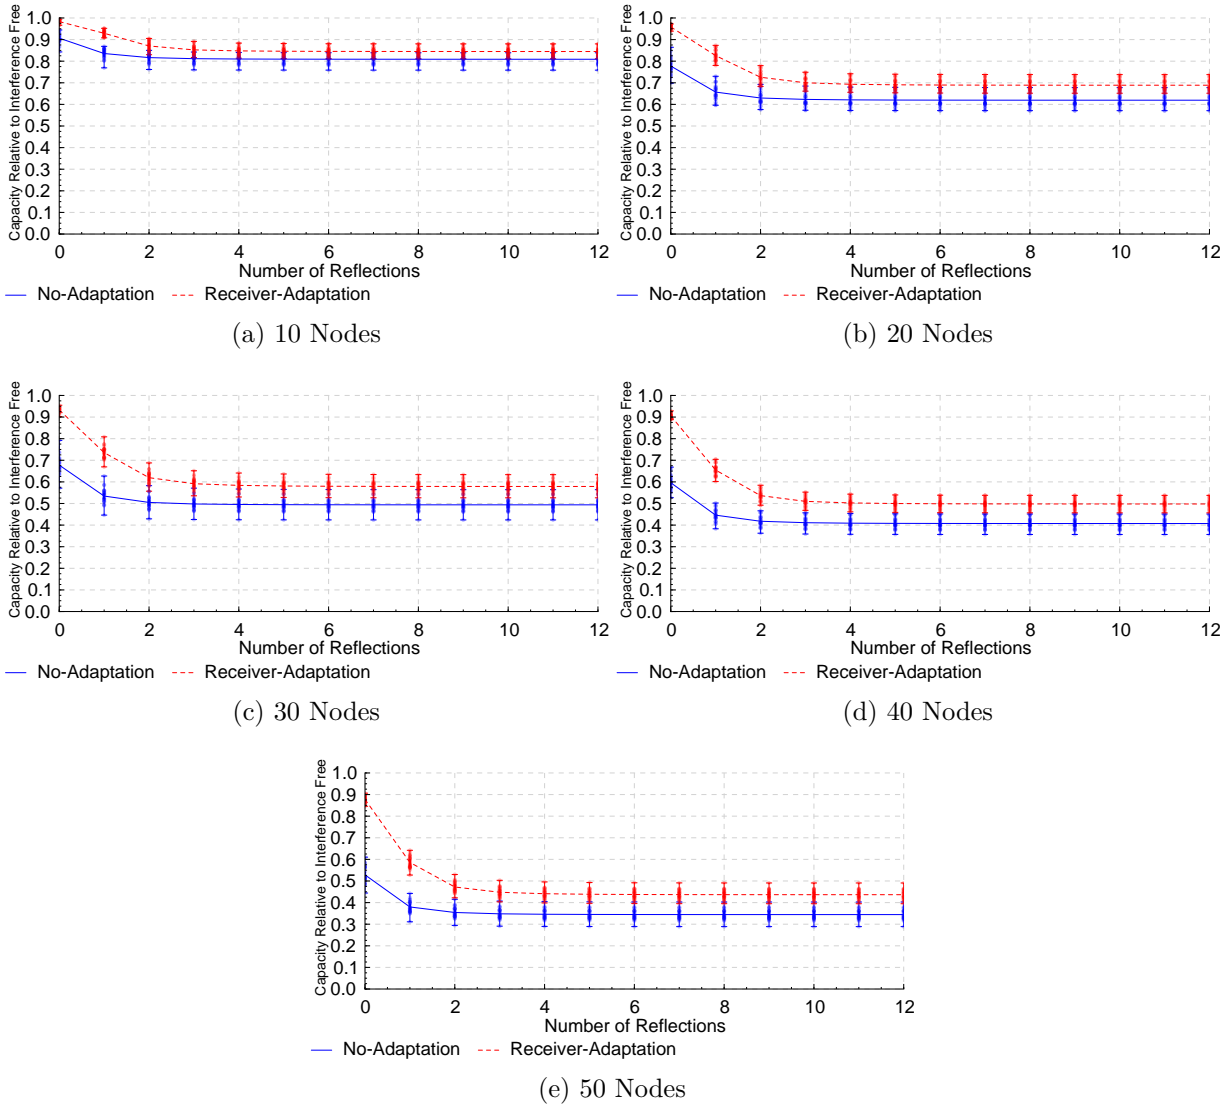 Capacity Relative to Interference Free
1.0
0.9
0.8
0.7
0.6
0.5
0.4
0.3
0.2
0.1
0.0
0 2 4 6 8 10 12
Number of Reflections
No-Adaptation Receiver-Adaptation
(a) 10 Nodes
Capacity Relative to Interference Free
1.0
0.9
0.8
0.7
0.6
0.5
0.4
0.3
0.2
0.1
0.0
0 2 4 6 8 10 12
Number of Reflections
No-Adaptation Receiver-Adaptation
(b) 20 Nodes
Capacity Relative to Interference Free
1.0
0.9
0.8
0.7
0.6
0.5
0.4
0.3
0.2
0.1
0.0
0 2 4 6 8 10 12
Number of Reflections
No-Adaptation Receiver-Adaptation
(c) 30 Nodes
Capacity Relative to Interference Free
1.0
0.9
0.8
0.7
0.6
0.5
0.4
0.3
0.2
0.1
0.0
0 2 4 6 8 10 12
Number of Reflections
No-Adaptation Receiver-Adaptation
(d) 40 Nodes
Capacity Relative to Interference Free
1.0
0.9
0.8
0.7
0.6
0.5
0.4
0.3
0.2
0.1
0.0
0 2 4 6 8 10 12
Number of Reflections
No-Adaptation Receiver-Adaptation
(e) 50 Nodes